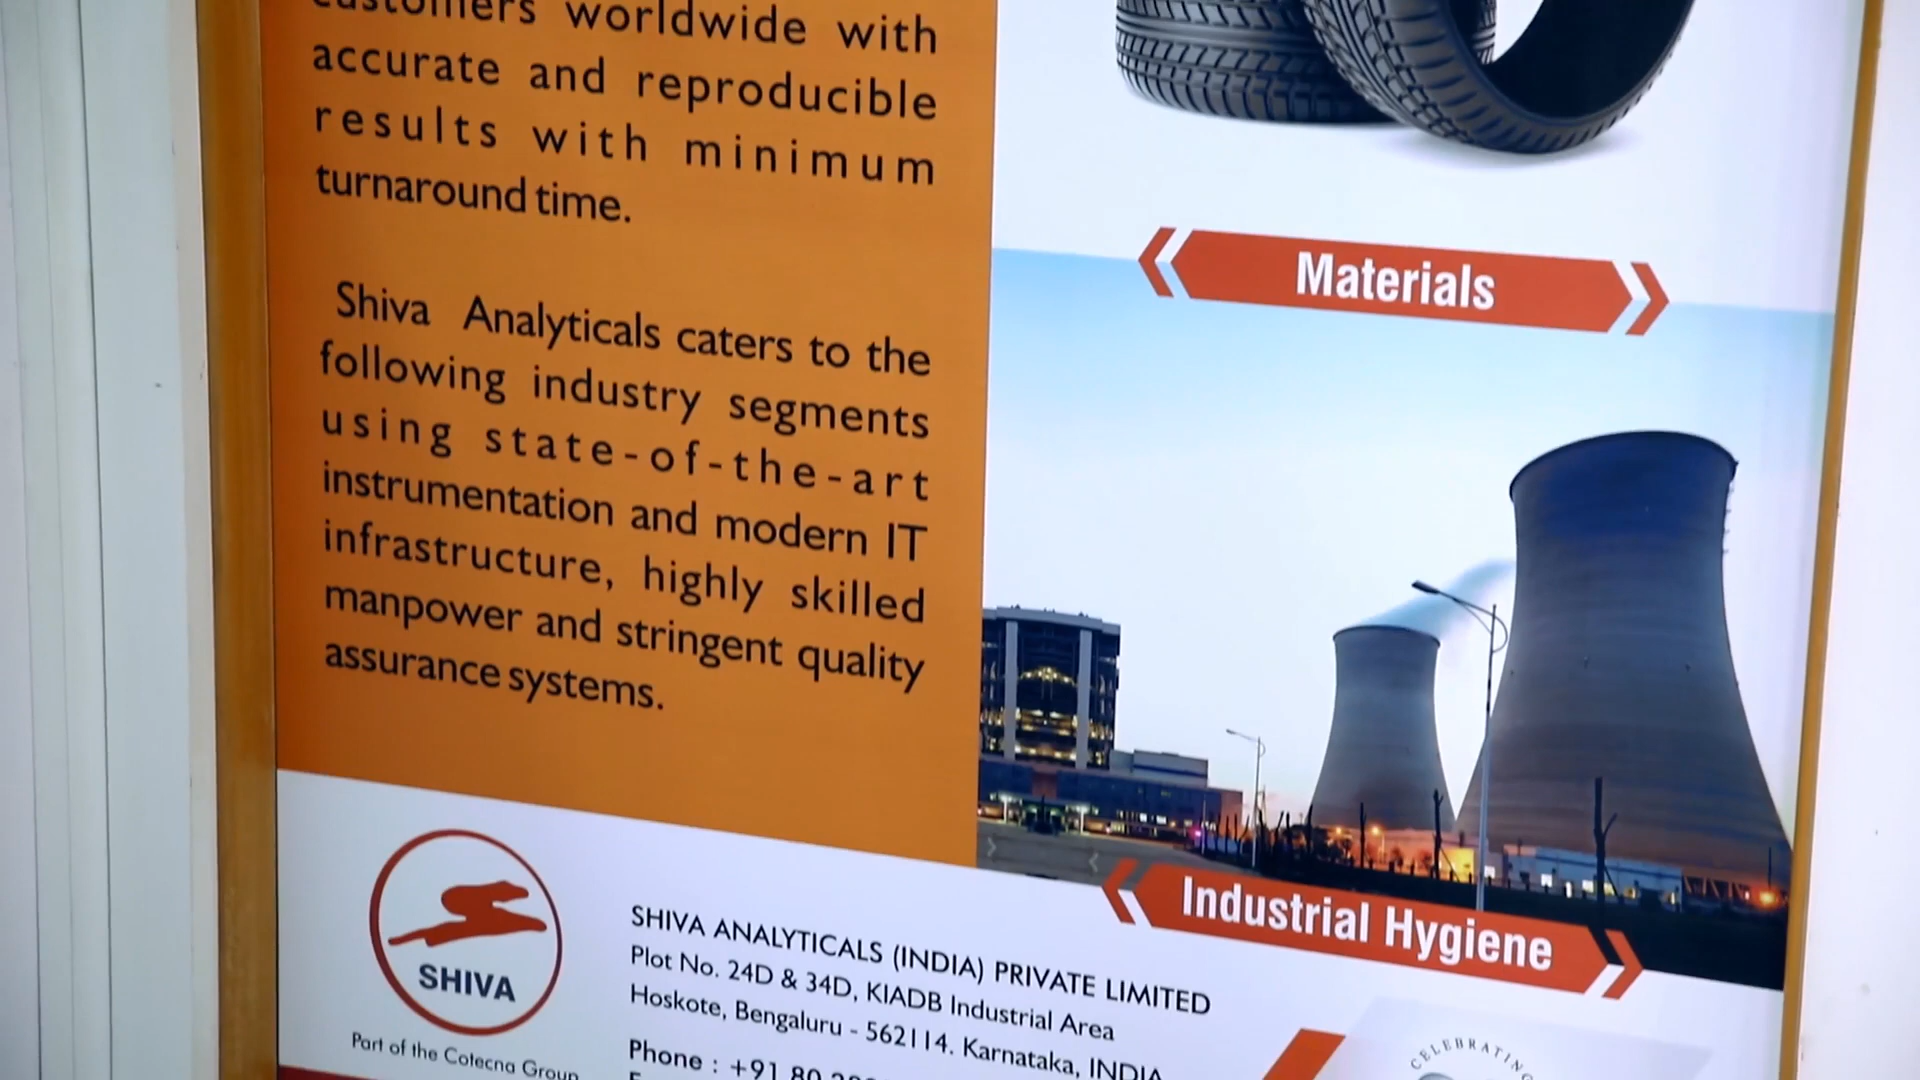 customers worldwide with
accurate and reproducible
results with minimum
turnaround time.
Shiva Analyticals caters to the
following industry segments
using state-of-the-art
instrumentation and modern IT
infrastructure, highly skilled
manpower and stringent quality
assurance systems.
Materials
Industrial Hygiene
SHIVA
Part of the Cotecna Group
SHIVA ANALYTICALS (INDIA) PRIVATE LIMITED
Plot No. 24D & 34D, KIADB Industrial Area
Hoskote, Bengaluru - 562114. Karnataka, INDIA
Phone : +91 80
CELEBRATING